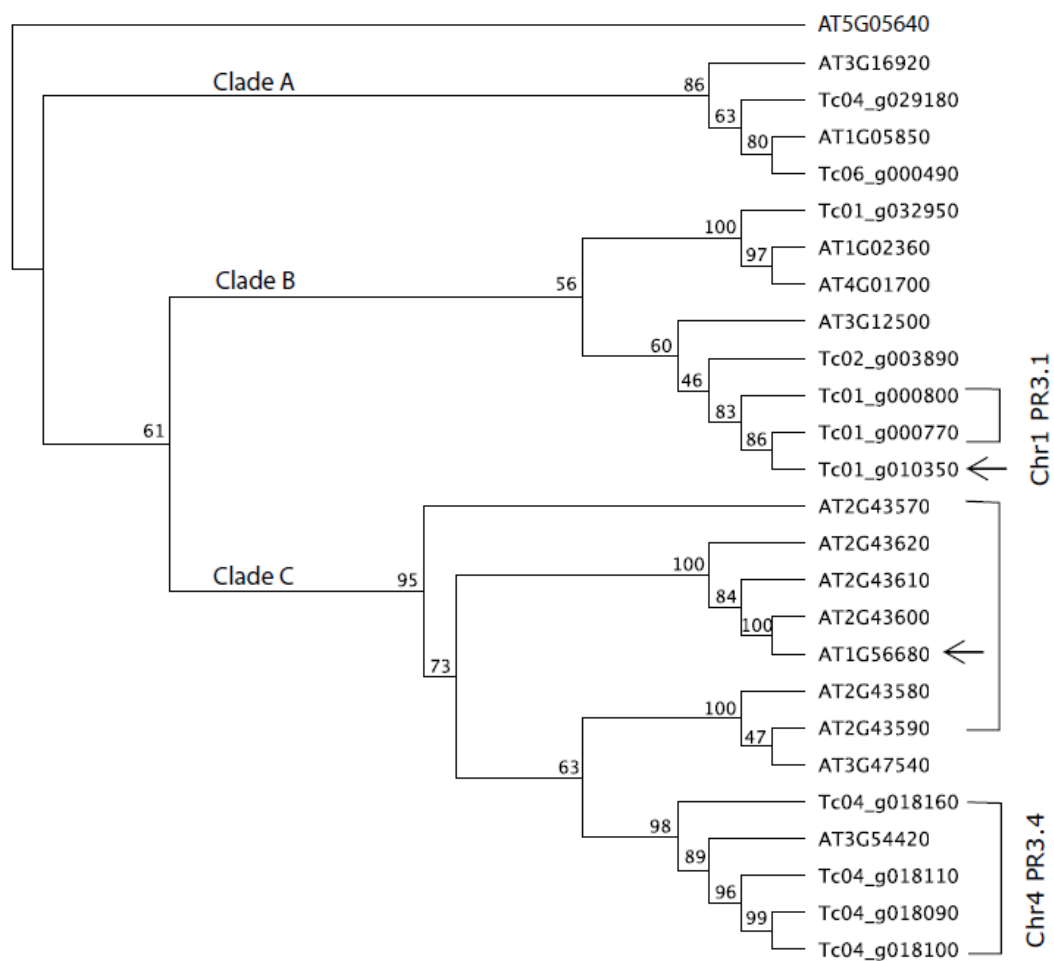 AT5G05640
Clade A
86
AT3G16920
63
Tc04_g029180
80
AT1G05850
Tc06_g000490
Tc01_g032950
100
97
AT1G02360
AT4G01700
Clade B
56
AT3G12500
60
46
Tc02_g003890
83
Tc01_g000800
86
Tc01_g000770
Tc01_g010350
Chr1 PR3.1
61
AT2G43570
Clade C
95
AT2G43620
100
84
AT2G43610
100
AT2G43600
AT1G56680
73
AT2G43580
100
47
AT2G43590
AT3G47540
63
Tc04_g018160
98
89
AT3G54420
96
Tc04_g018110
99
Tc04_g018090
Tc04_g018100
Chr4 PR3.4